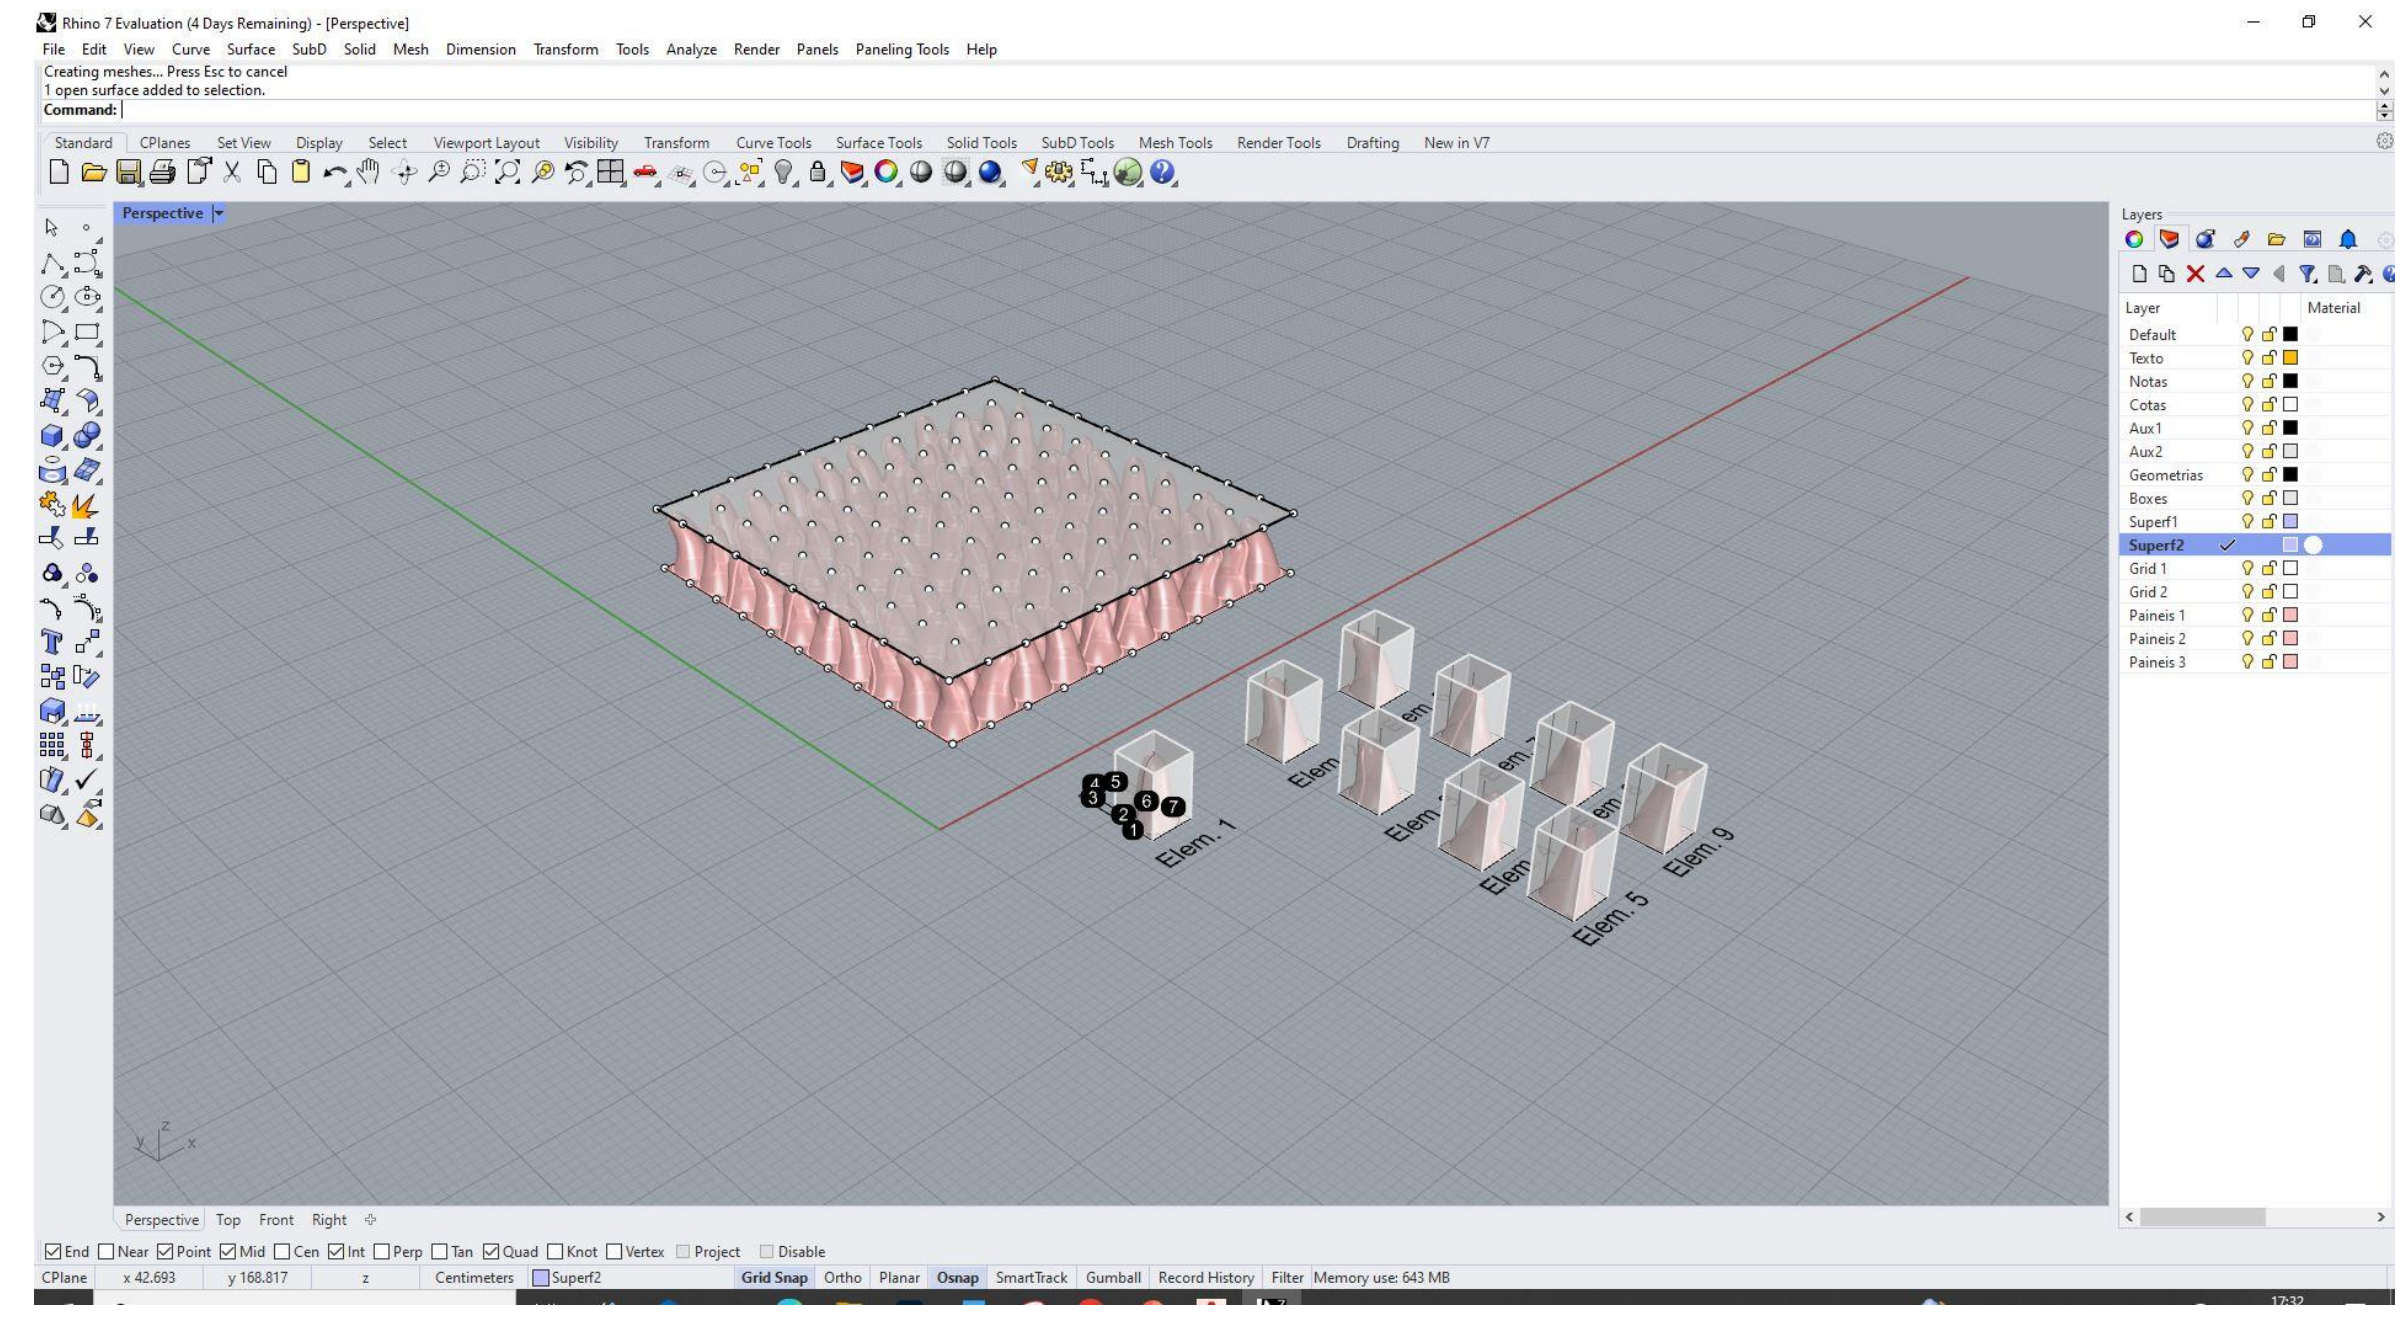 Rhino 7 Evaluation (4 Days Remaining) - [Perspective]
File Edit View Curve Surface SubD Solid Mesh Dimension Transform Tools Analyze Render Panels Paneling Tools Help
Creating meshes... Press Esc to cancel
1 open surface added to selection.
Command:
Standard CPlanes Set View Display Select Viewport Layout Visibility Transform Curve Tools Surface Tools Solid Tools SubD Tools Mesh Tools Render Tools Drafting New in V7
Perspective
Layers
Layer Material
Default
Texto
Notas
Cotas
Aux1
Aux2
Geometrias
Boxes
Superf1
Superf2
Grid 1
Grid 2
Paineis 1
Paineis 2
Paineis 3
4 5
3 6 7
2
1
Elem. 1
Elem
Elem
Elem
Elem. 5
em
em.
em
Elem. 9
z
y x
Perspective Top Front Right
End Near Point Mid Cen Int Perp Tan Quad Knot Vertex Project Disable
CPlane x 42.693 y 168.817 z Centimeters Superf2 Grid Snap Ortho Planar Osnap SmartTrack Gumball Record History Filter Memory use: 643 MB
17:32